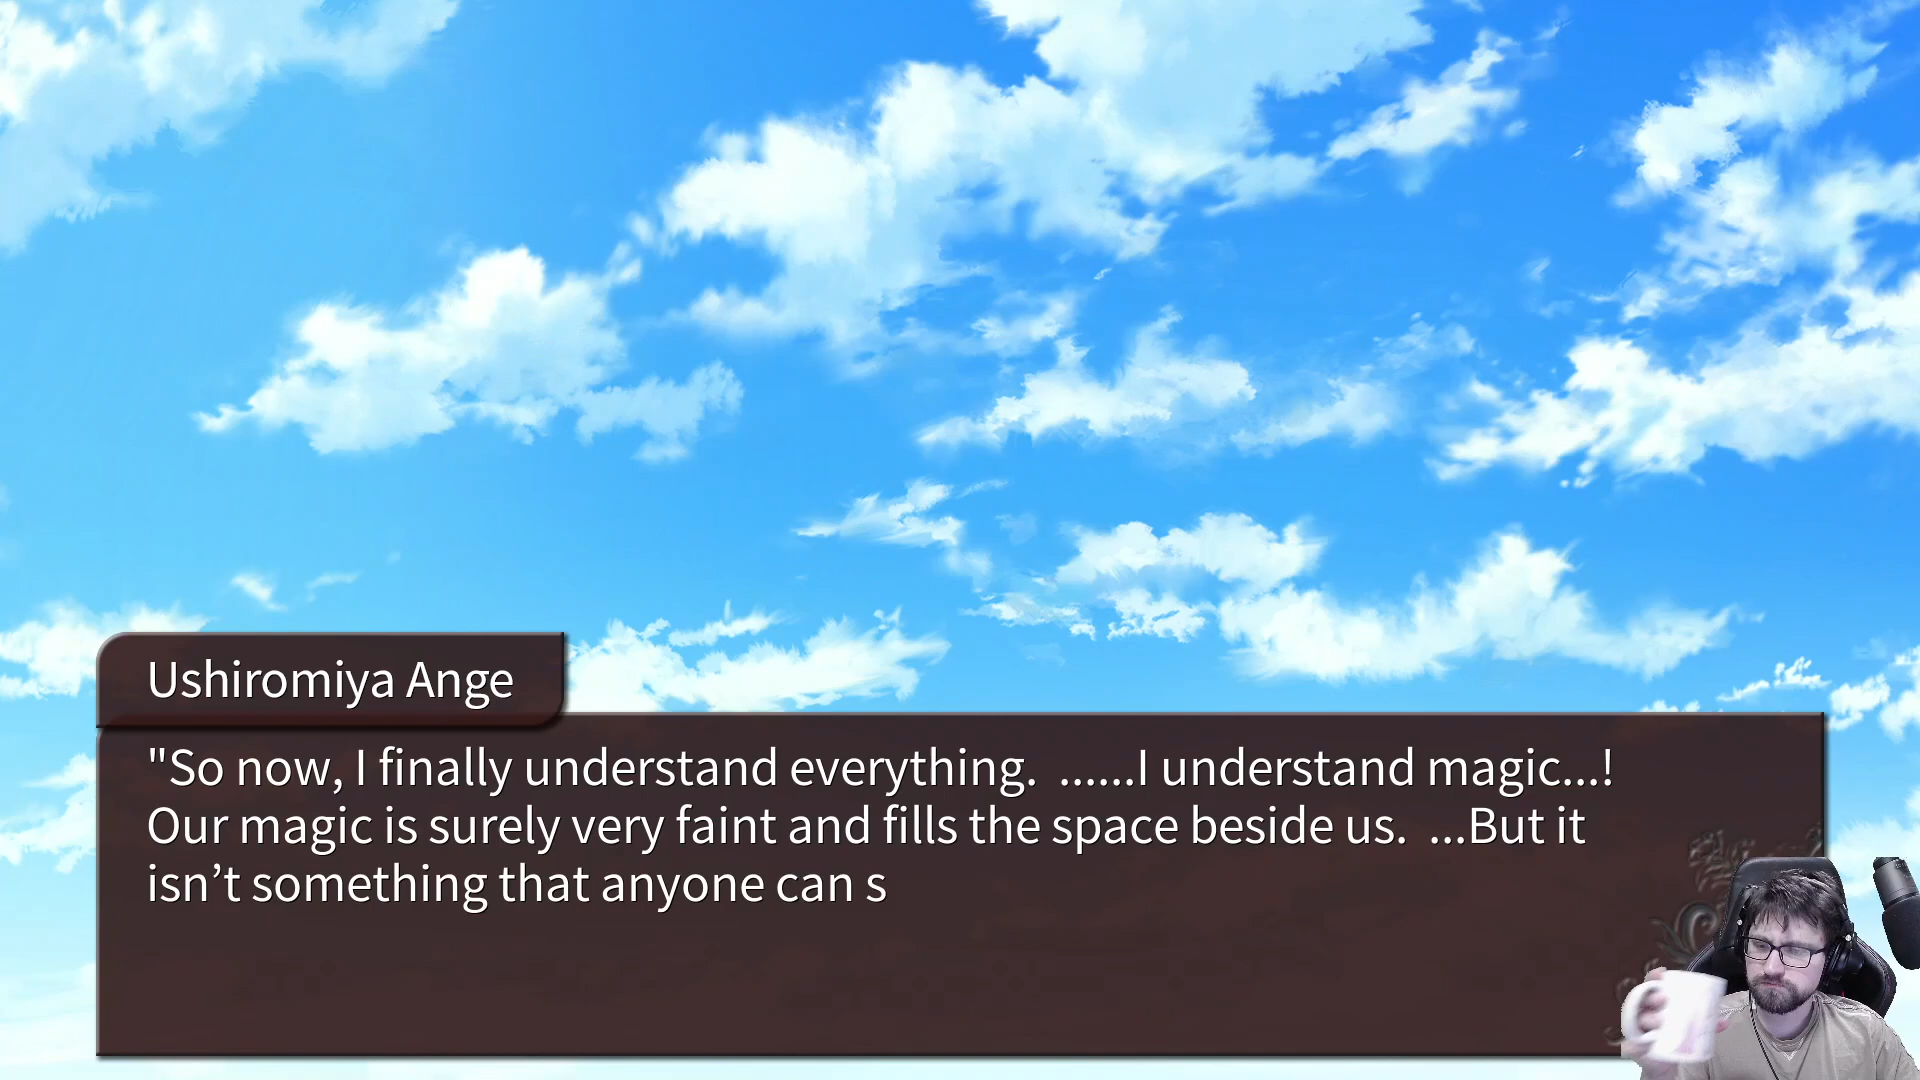 Ushiromiya Ange
"So now, I finally understand everything.  ......I understand magic...!
Our magic is surely very faint and fills the space beside us.  ...But it
isn’t something that anyone can s